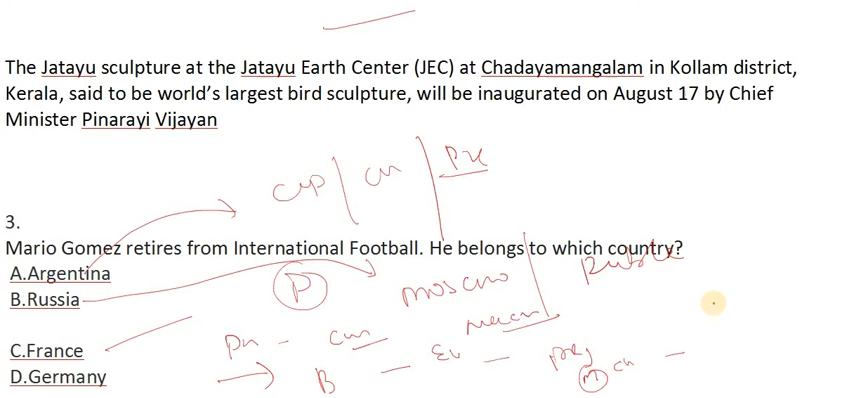 The Jatayu sculpture at the Jatayu Earth Center (JEC) at Chadayamangalam in Kollam district,
Kerala, said to be world's largest bird sculpture, will be inaugurated on August 17 by Chief
Minister Pinarayi Vijayan
3.
Mario Gomez retires from International Football. He belongs to which country?
A.Argentina
B.Russia
P
C.France
D.Germany
B